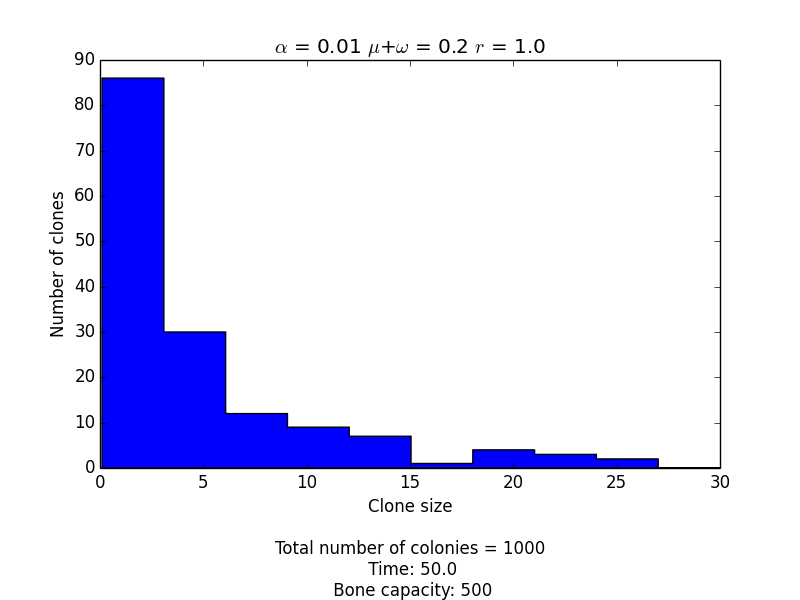 α = 0.01 μ+ω = 0.2 r = 1.0
90
80
70
60
50
40
30
20
10
0
Number of clones
0 5 10 15 20 25 30
Clone size
Total number of colonies = 1000
Time: 50.0
Bone capacity: 500